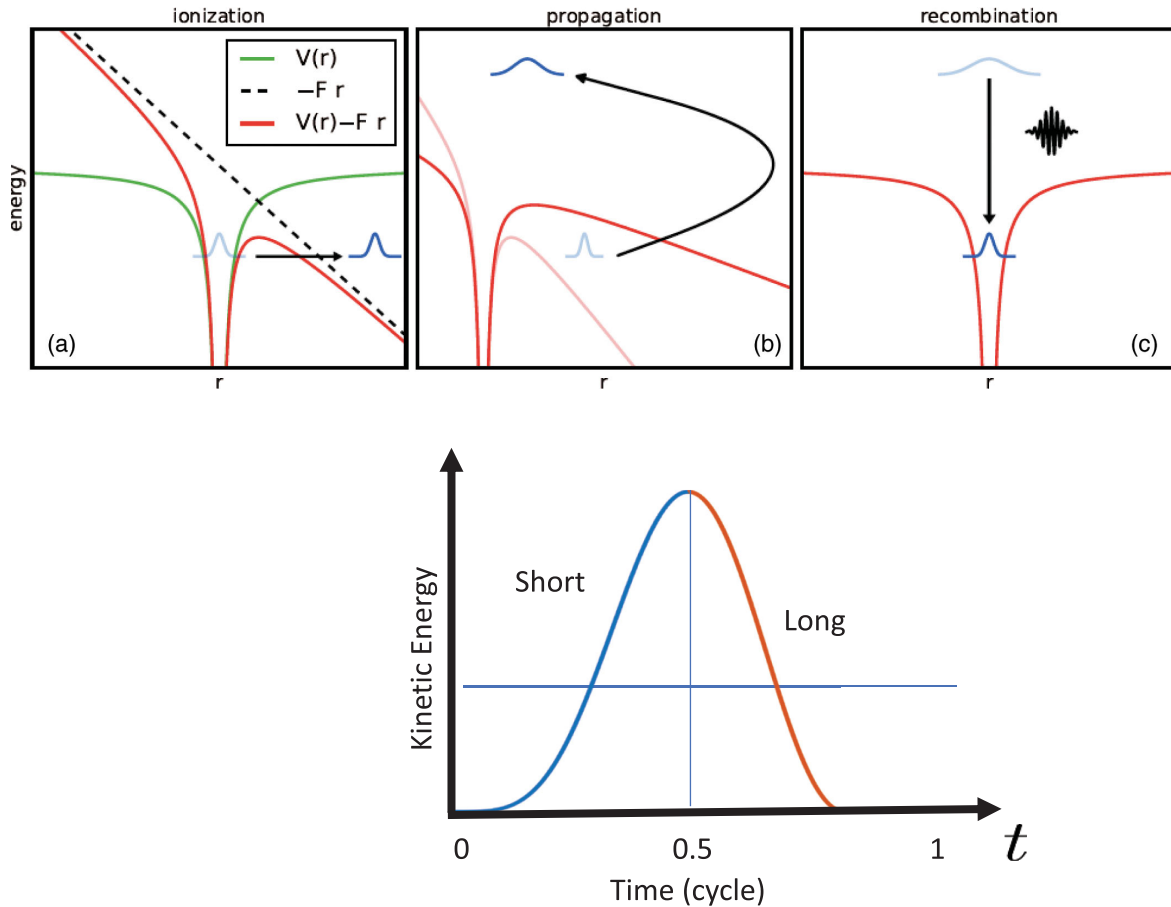 ionization
propagation
recombination
V(r)
−F r
V(r)−F r
energy
(a)
(b)
(c)
r
r
r
Kinetic Energy
Short
Long
0
0.5
1
t
Time (cycle)